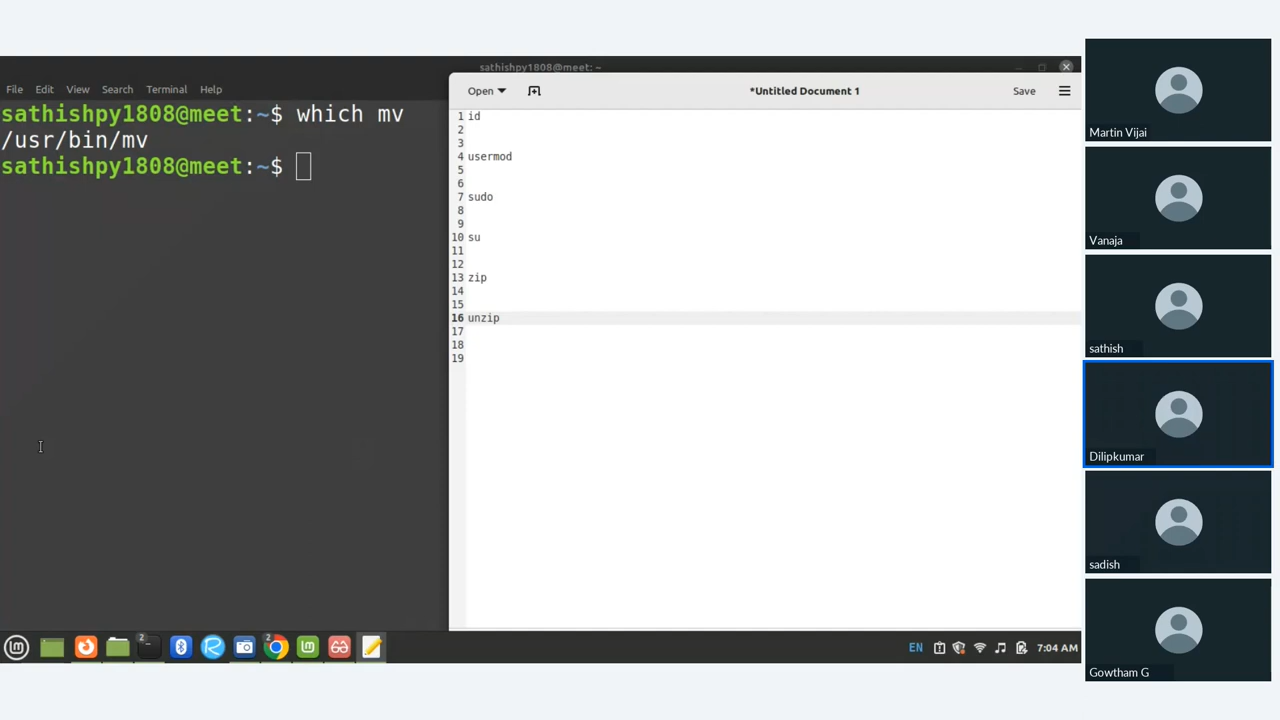 sathishpy1808@meet: ~
File Edit View Search Terminal Help
sathishpy1808@meet:~$ which mv
/usr/bin/mv
sathishpy1808@meet:~$
Open
*Untitled Document 1
Save
1 id
2
3
4 usermod
5
6
7 sudo
8
9
10 su
11
12
13 zip
14
15
16 unzip
17
18
19
2
2
EN
7:04 AM
Martin Vijai
Vanaja
sathish
Dilipkumar
sadish
Gowtham G